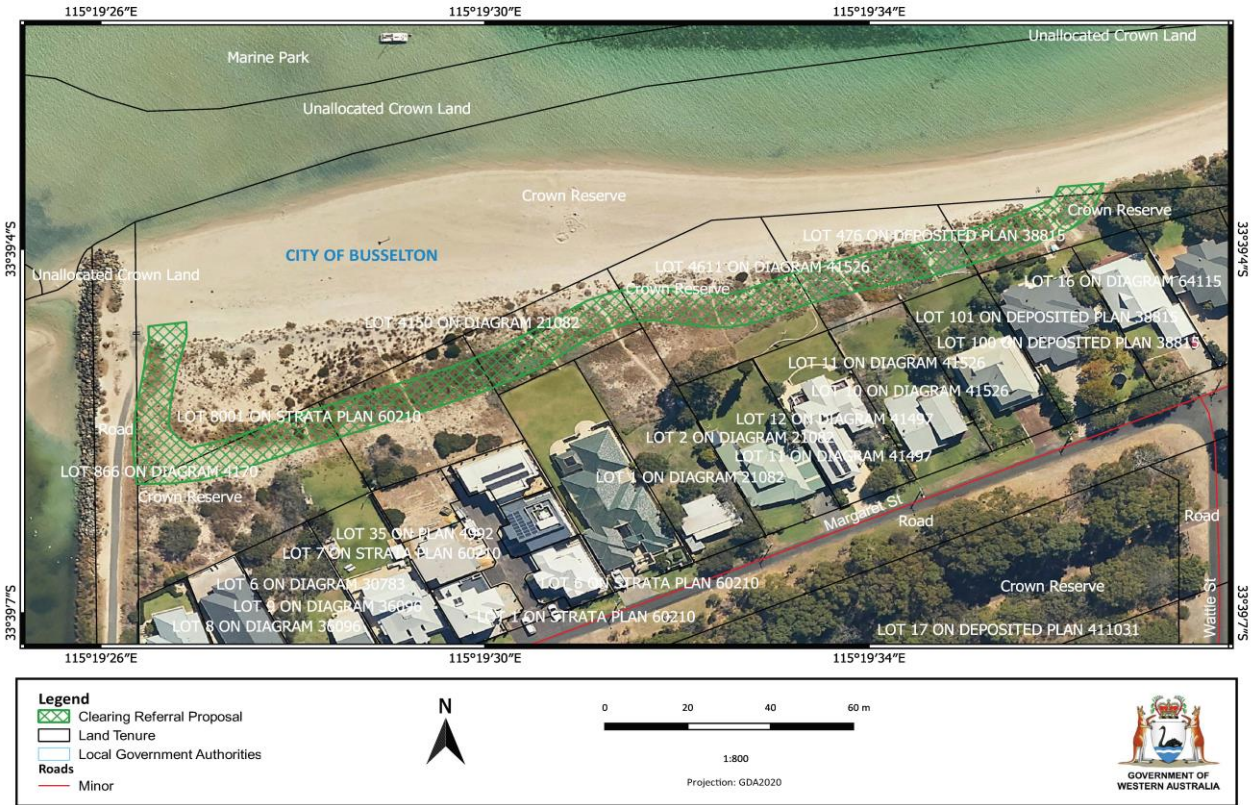 115°19'26"E
115°19'30"E
115°19'34"E
Unallocated Crown Land
Marine Park
Unallocated Crown Land
Crown Reserve
Crown Reserve
33°39'4"S
LOT 476 ON DEPOSITED PLAN 38815
33°39'4"S
CITY OF BUSSELTON
LOT 4611 ON DIAGRAM 41526
Unallocated Crown Land
LOT 16 ON DIAGRAM 64115
Crown Reserve
LOT 101 ON DEPOSITED PLAN 38815
LOT 4150 ON DIAGRAM 21082
LOT 100 ON DEPOSITED PLAN 38815
LOT 11 ON DIAGRAM 41526
LOT 10 ON DIAGRAM 41526
LOT 8001 ON STRATA PLAN 60210
LOT 12 ON DIAGRAM 41497
Road
LOT 2 ON DIAGRAM 21082
LOT 11 ON DIAGRAM 41497
LOT 866 ON DIAGRAM 4170
LOT 1 ON DIAGRAM 21082
Crown Reserve
Margaret St
Road
Road
LOT 35 ON PLAN 4992
LOT 7 ON STRATA PLAN 60210
LOT 6 ON DIAGRAM 30783
LOT 6 ON STRATA PLAN 60210
Crown Reserve
LOT 9 ON DIAGRAM 36096
LOT 1 ON STRATA PLAN 60210
LOT 8 ON DIAGRAM 36096
LOT 17 ON DEPOSITED PLAN 411031
Wattle St
33°39'7"S
33°39'7"S
115°19'26"E
115°19'30"E
115°19'34"E
Legend
Clearing Referral Proposal
Land Tenure
Local Government Authorities
Roads
Minor
N
0 20 40 60 m
1:800
Projection: GDA2020
GOVERNMENT OF
WESTERN AUSTRALIA